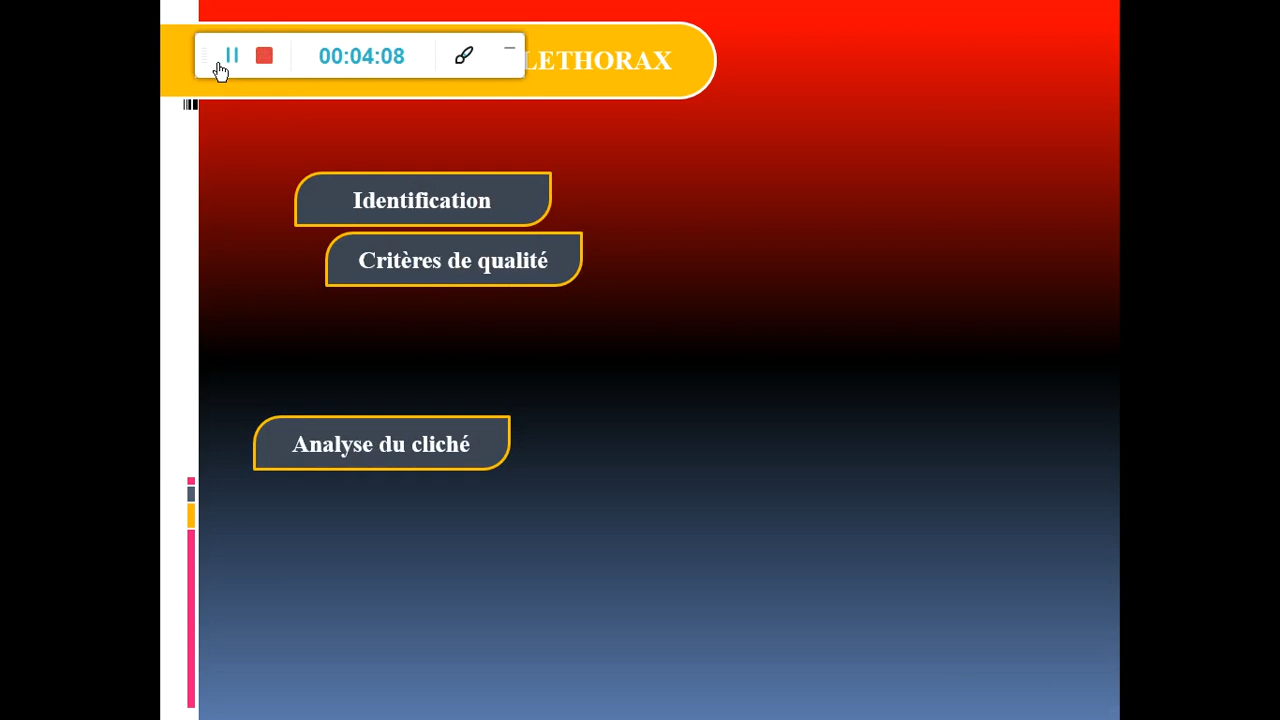 00:04:08
LETHORAX
Identification
Critères de qualité
Analyse du cliché